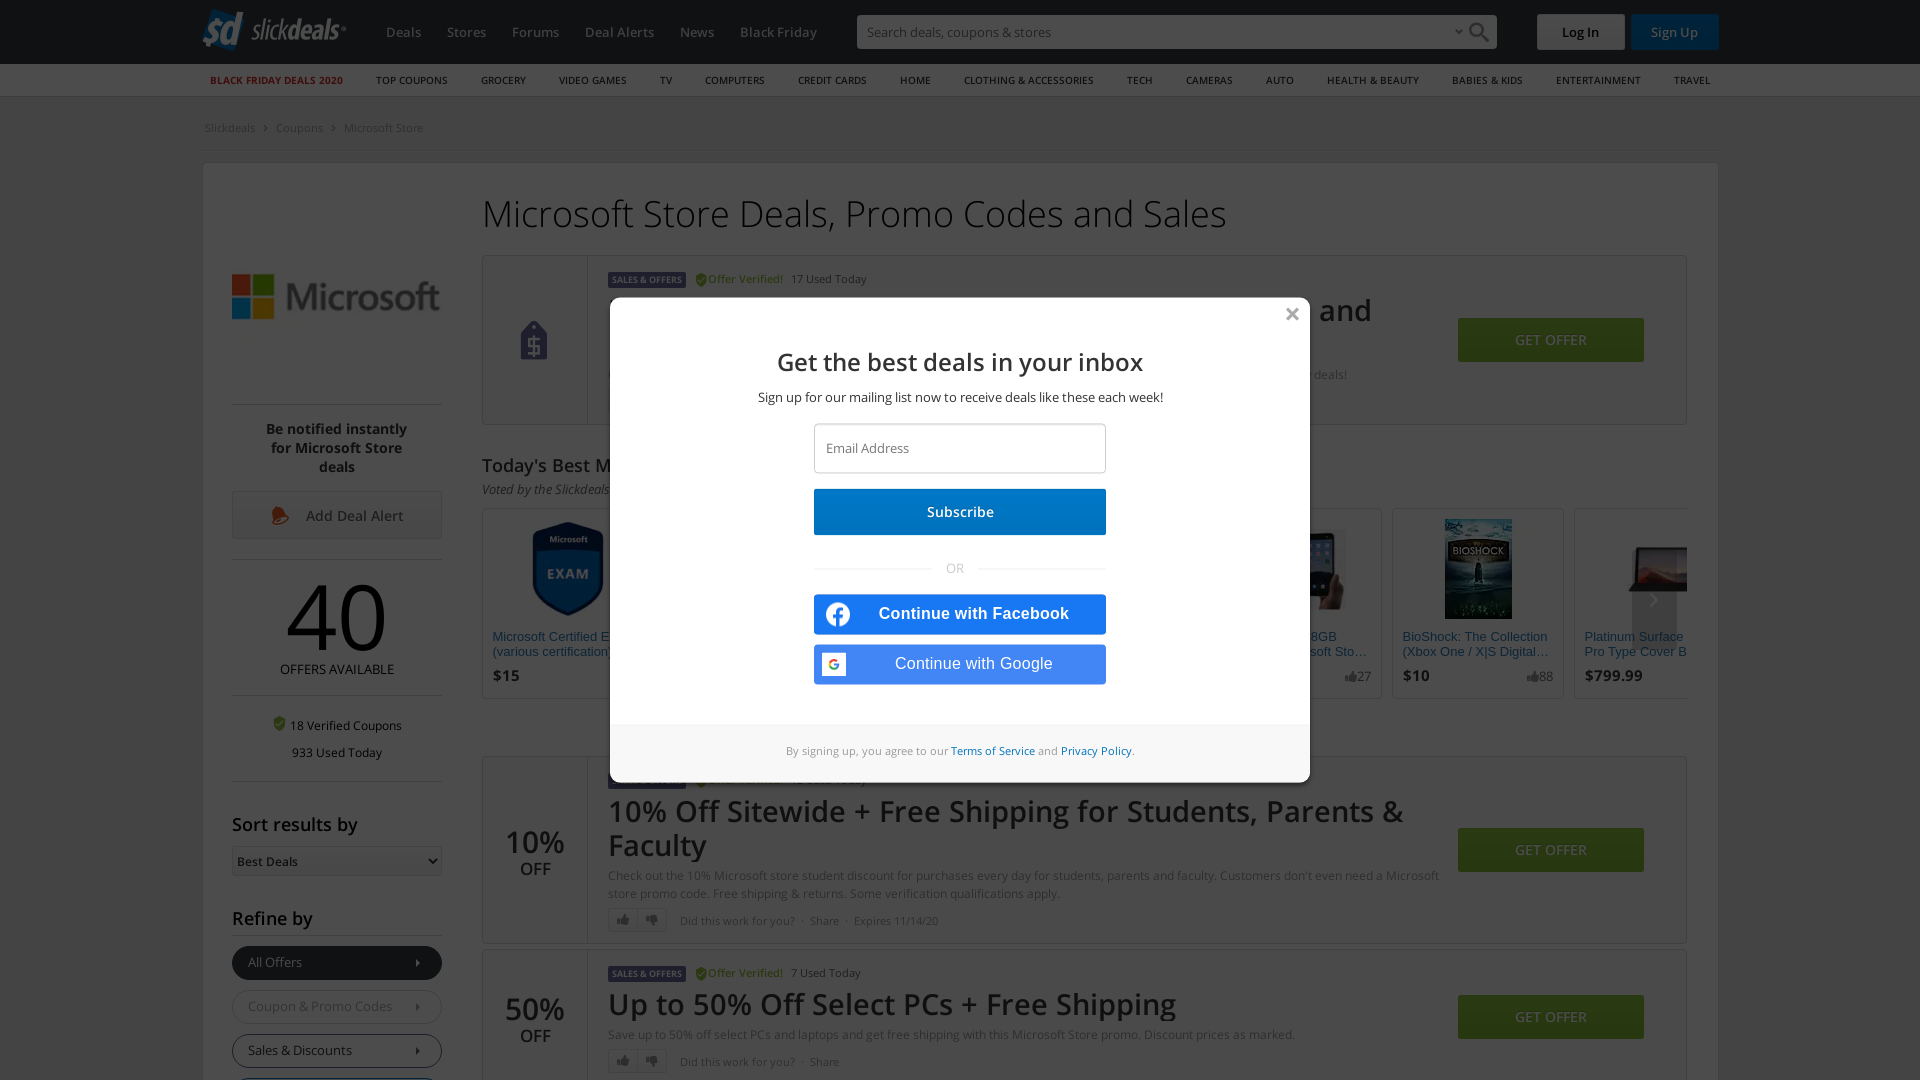 sd slickdeals
Deals
Stores
Forums
Deal Alerts
News
Black Friday
Search deals, coupons & stores
Log In
Sign Up
BLACK FRIDAY DEALS 2020
TOP COUPONS
GROCERY
VIDEO GAMES
TV
COMPUTERS
CREDIT CARDS
HOME
CLOTHING & ACCESSORIES
TECH
CAMERAS
AUTO
HEALTH & BEAUTY
BABIES & KIDS
ENTERTAINMENT
TRAVEL
Slickdeals
Coupons
Microsoft Store
Microsoft
Be notified instantly
for Microsoft Store
deals
Add Deal Alert
40
OFFERS AVAILABLE
18 Verified Coupons
933 Used Today
Sort results by
Best Deals
Refine by
All Offers
Coupon & Promo Codes
Sales & Discounts
Microsoft Store Deals, Promo Codes and Sales
SALES & OFFERS Offer Verified! 17 Used Today
and
deals!
GET OFFER
Today's Best M
Voted by the Slickdeals
Microsoft
EXAM
Microsoft Certified E
(various certification)
$15
8GB
soft Sto…
27
BIOSHOCK
BioShock: The Collection
(Xbox One / X|S Digital…
$10
88
Platinum Surface
Pro Type Cover B
$799.99
Get the best deals in your inbox
Sign up for our mailing list now to receive deals like these each week!
Email Address
Subscribe
OR
Continue with Facebook
Continue with Google
By signing up, you agree to our Terms of Service and Privacy Policy.
10%
OFF
10% Off Sitewide + Free Shipping for Students, Parents &
Faculty
Check out the 10% Microsoft store student discount for purchases every day for students, parents and faculty. Customers don't even need a Microsoft
store promo code. Free shipping & returns. Some verification qualifications apply.
Did this work for you? · Share · Expires 11/14/20
GET OFFER
50%
OFF
SALES & OFFERS Offer Verified! 7 Used Today
Up to 50% Off Select PCs + Free Shipping
Save up to 50% off select PCs and laptops and get free shipping with this Microsoft Store promo. Discount prices as marked.
Did this work for you? · Share
GET OFFER